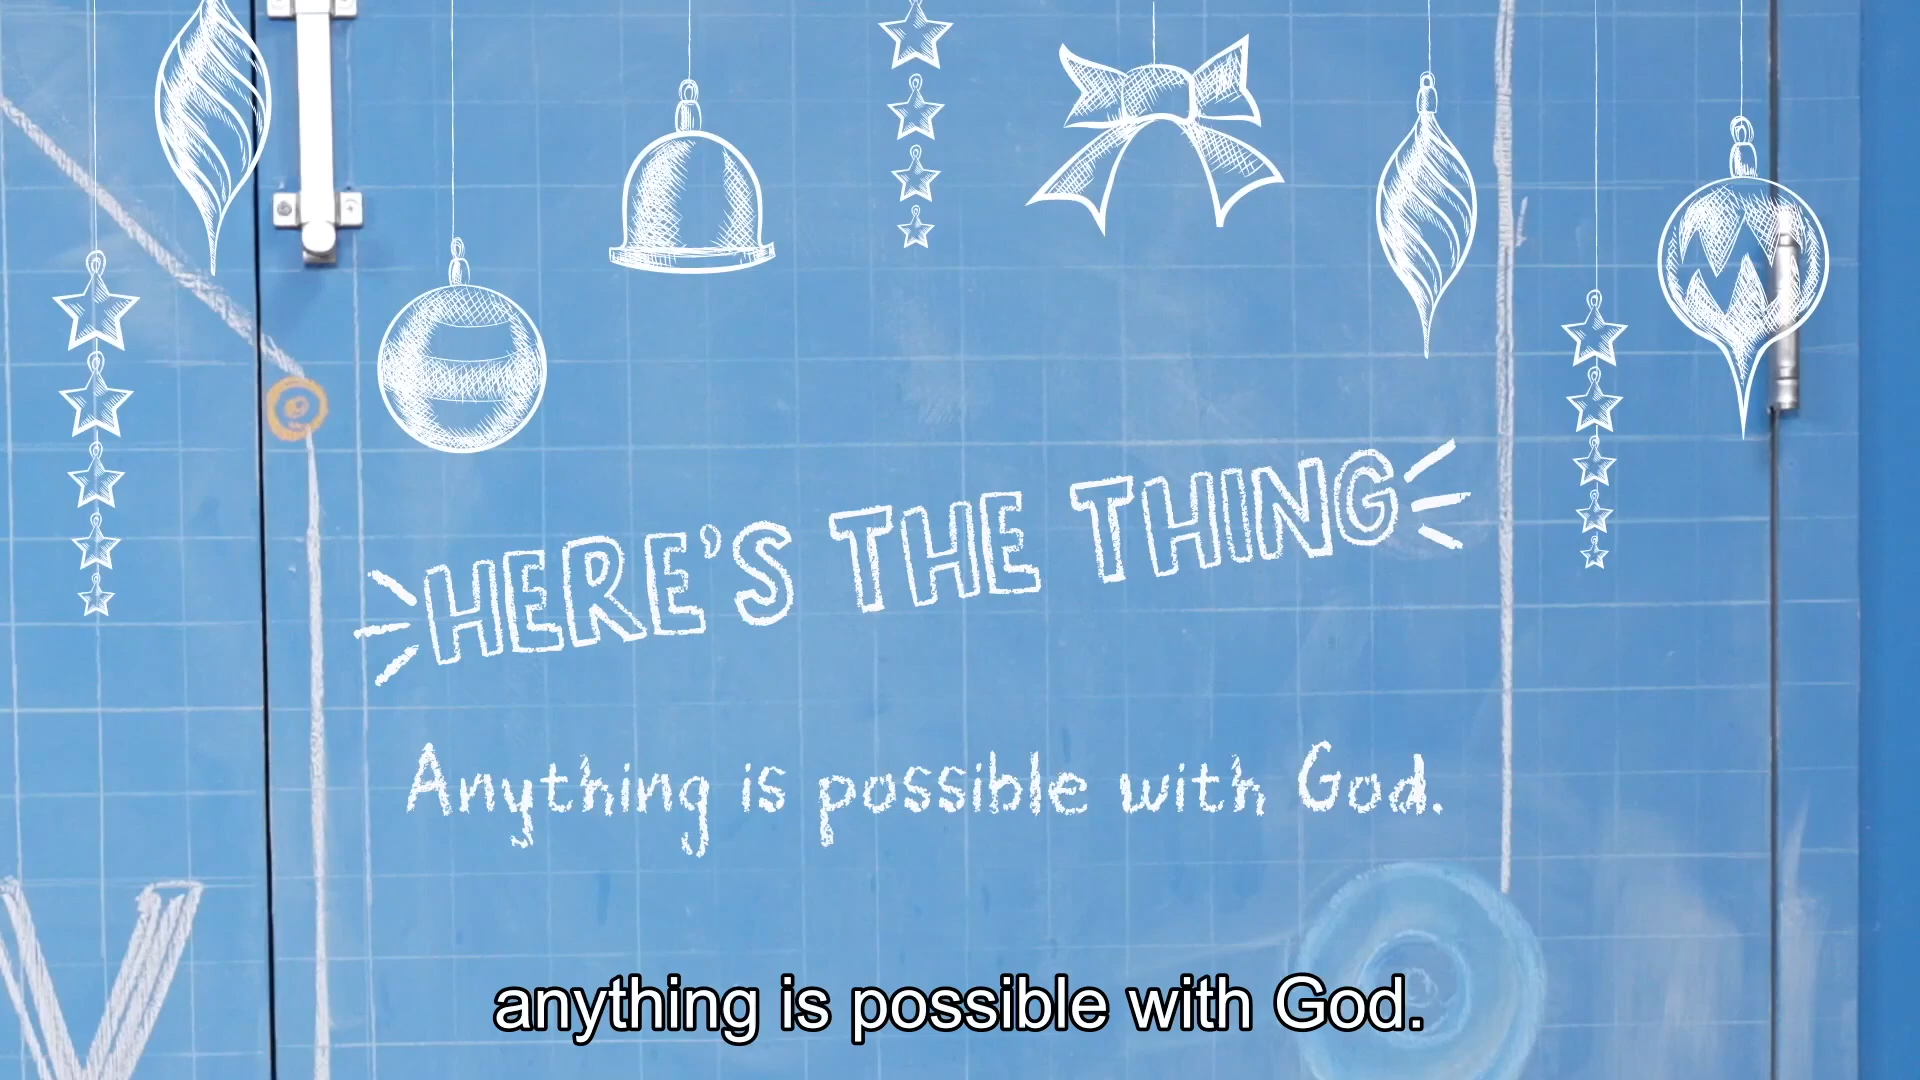 HERE'S THE THING
Anything is possible with God.
V
anything is possible with God.